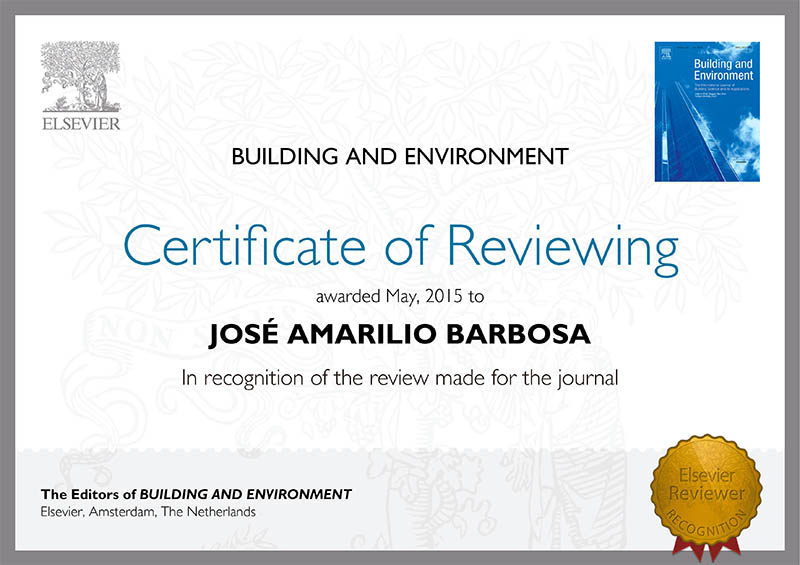 ELSEVIER
Building and
Environment
BUILDING AND ENVIRONMENT
Certificate of Reviewing
awarded May, 2015 to
JOSÉ AMARILIO BARBOSA
In recognition of the review made for the journal
NON
The Editors of BUILDING AND ENVIRONMENT
Elsevier, Amsterdam, The Netherlands
Elsevier
Reviewer
RECOGNITION